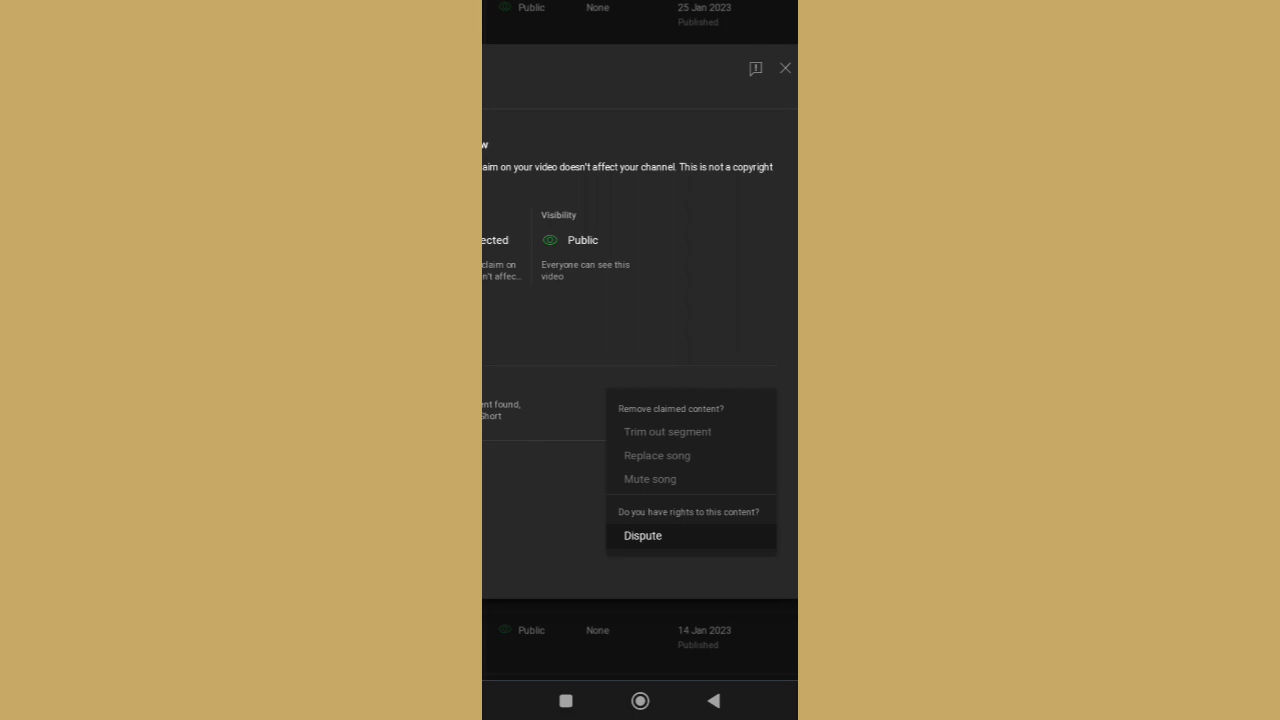 Public None 25 Jan 2023
Published
w
aim on your video doesn't affect your channel. This is not a copyright
Visibility
ected Public
claim on Everyone can see this
n't affec... video
ent found,
Short
Remove claimed content?
Trim out segment
Replace song
Mute song
Do you have rights to this content?
Dispute
Public None 14 Jan 2023
Published